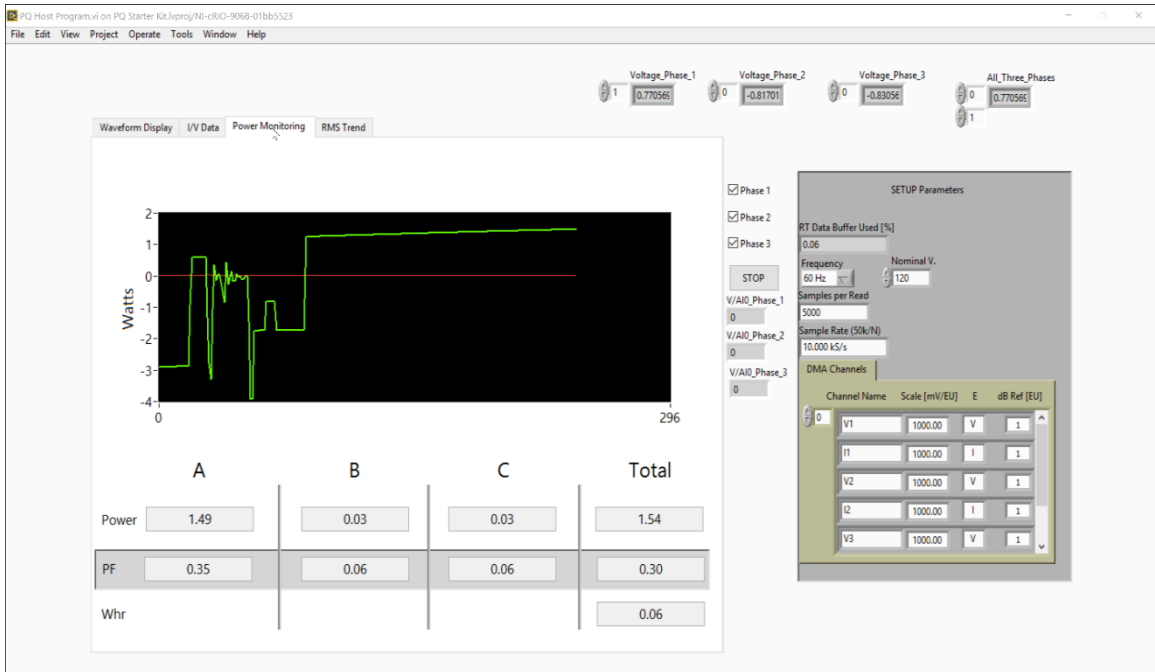 PQ Host Program.vi on PQ Starter Kit.lvproj/NI-cRIO-9068-01bb5523
File Edit View Project Operate Tools Window Help
Voltage_Phase_1 Voltage_Phase_2 Voltage_Phase_3 All_Three_Phases
1 0.770569 0 -0.81701 0 -0.83056 0 0.770569
1
Waveform Display I/V Data Power Monitoring RMS Trend
Watts
2
1
0
-1
-2
-3
-4
0 296
A B C Total
Power 1.49 0.03 0.03 1.54
PF 0.35 0.06 0.06 0.30
Whr 0.06
Phase 1
Phase 2
Phase 3
STOP
V/AI0_Phase_1
0
V/AI0_Phase_2
0
V/AI0_Phase_3
0
SETUP Parameters
RT Data Buffer Used [%]
0.06
Frequency Nominal V.
60 Hz 120
Samples per Read
5000
Sample Rate (50k/N)
10.000 kS/s
DMA Channels
Channel Name Scale [mV/EU] E dB Ref [EU]
0 V1 1000.00 V 1
I1 1000.00 I 1
V2 1000.00 V 1
I2 1000.00 I 1
V3 1000.00 V 1